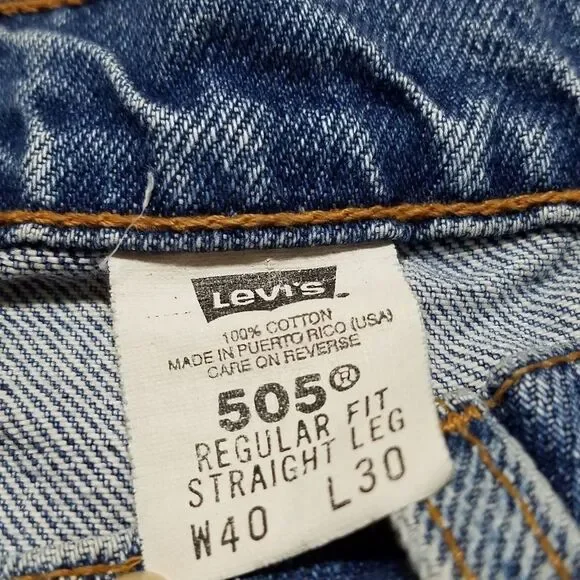 Levi's
100% COTTON
MADE IN PUERTO RICO (USA)
CARE ON REVERSE
505®
REGULAR FIT
STRAIGHT LEG
W40 L30